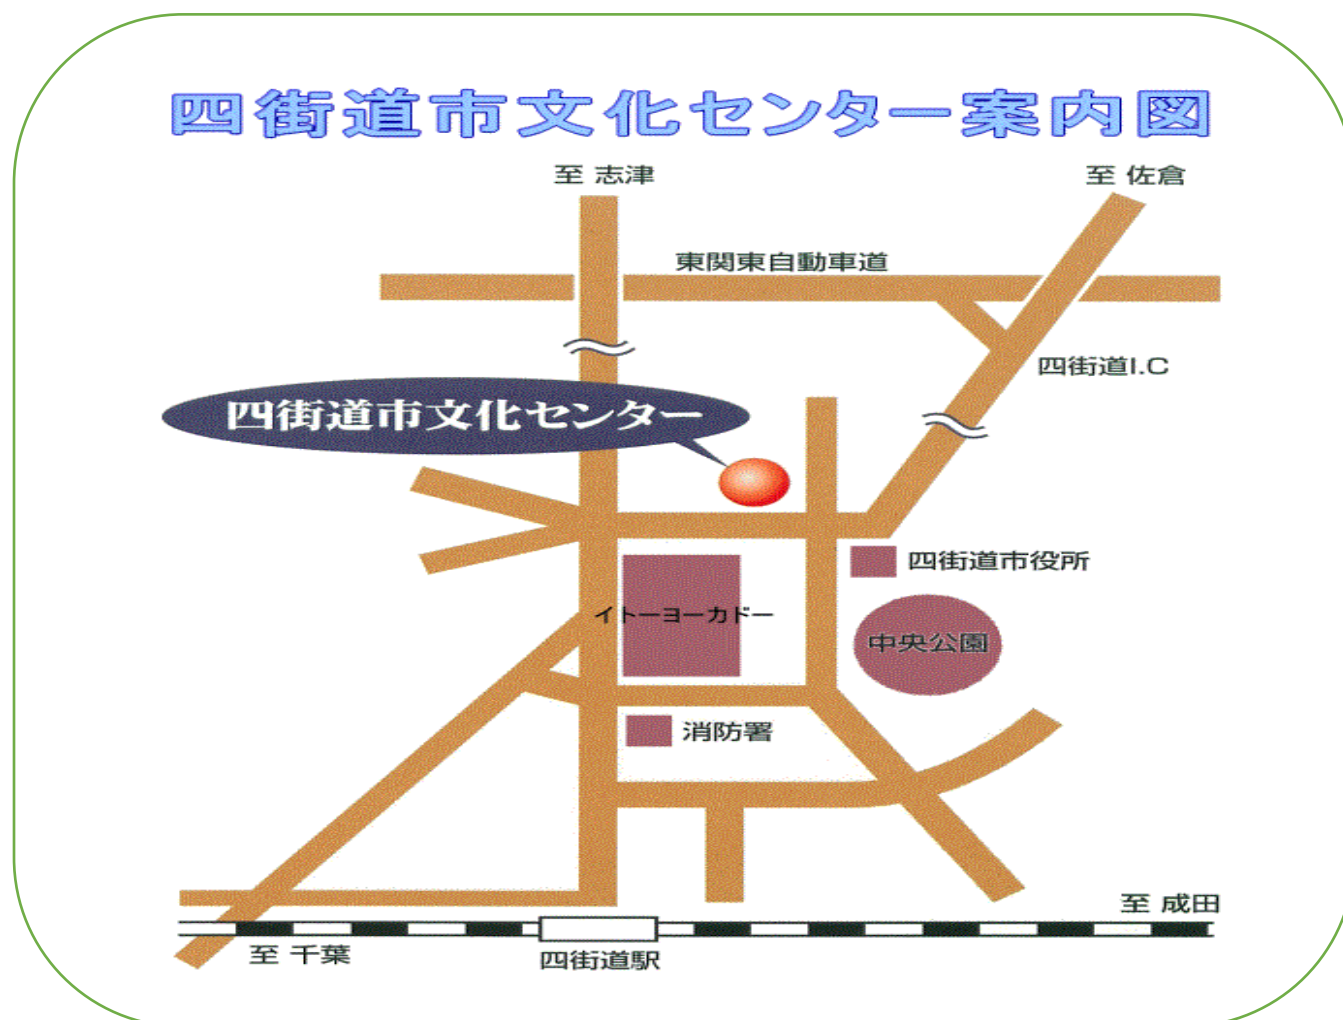 四街道市文化センター案内図
至 志津
至 佐倉
東関東自動車道
四街道I.C
四街道市文化センター
四街道市役所
イトーヨーカドー
中央公園
消防署
至 成田
至 千葉
四街道駅